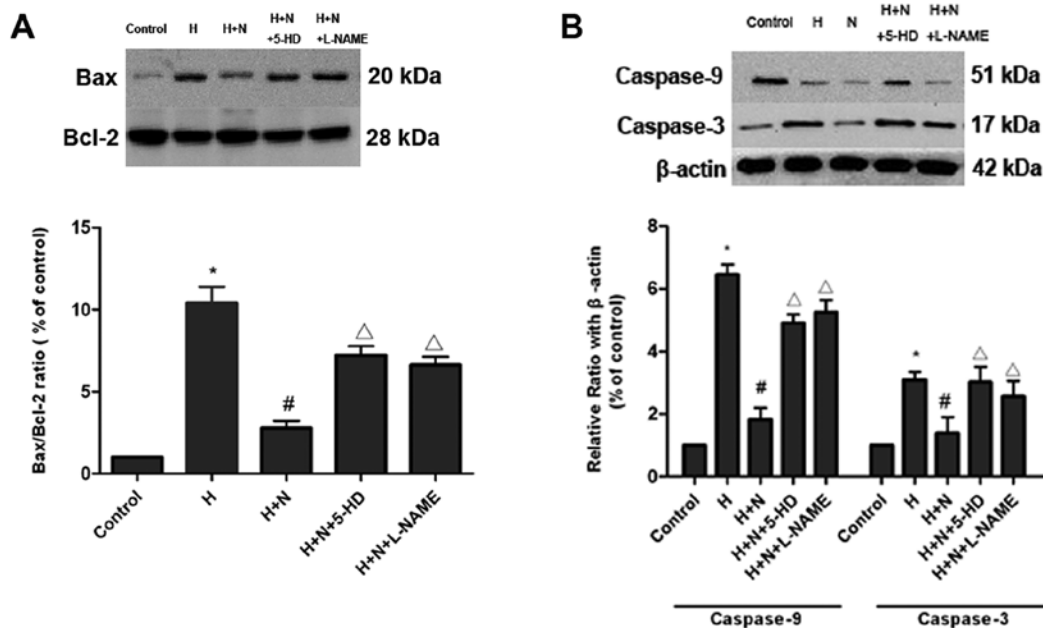 A
Control H H+N H+N +5-HD H+N +L-NAME
Bax 20 kDa
Bcl-2 28 kDa
Bax/Bcl-2 ratio ( % of control)
15
10
5
0
*
#
△
△
Control H H+N H+N+5-HD H+N+L-NAME
B
Control H N H+N +5-HD H+N +L-NAME
Caspase-9 51 kDa
Caspase-3 17 kDa
β-actin 42 kDa
Relative Ratio with β -actin
(% of control)
8
6
4
2
0
*
#
△
△
*
#
△
△
Control H H+N H+N+5-HD H+N+L-NAME Control H H+N H+N+5-HD H+N+L-NAME
Caspase-9 Caspase-3